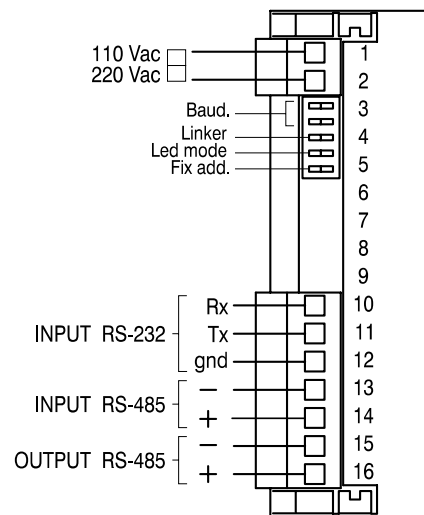 110 Vac 1
220 Vac 2
Baud. 3
Linker 4
Led mode
Fix add. 5
6
7
8
9
Rx 10
INPUT RS-232 Tx 11
gnd 12
INPUT RS-485 – 13
+ 14
OUTPUT RS-485 – 15
+ 16